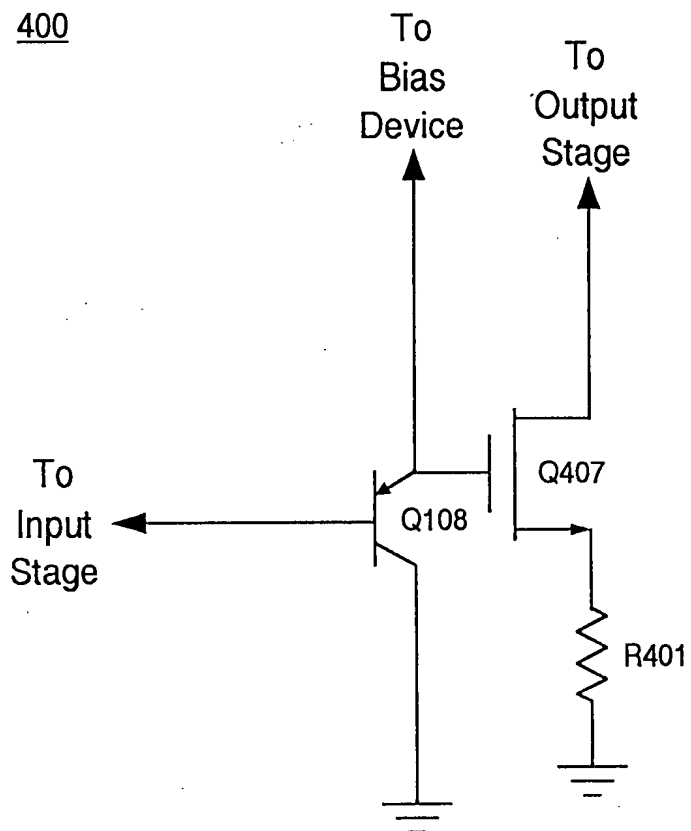 400
To
Bias
Device
To
Output
Stage
To
Input
Stage
Q108
Q407
R401